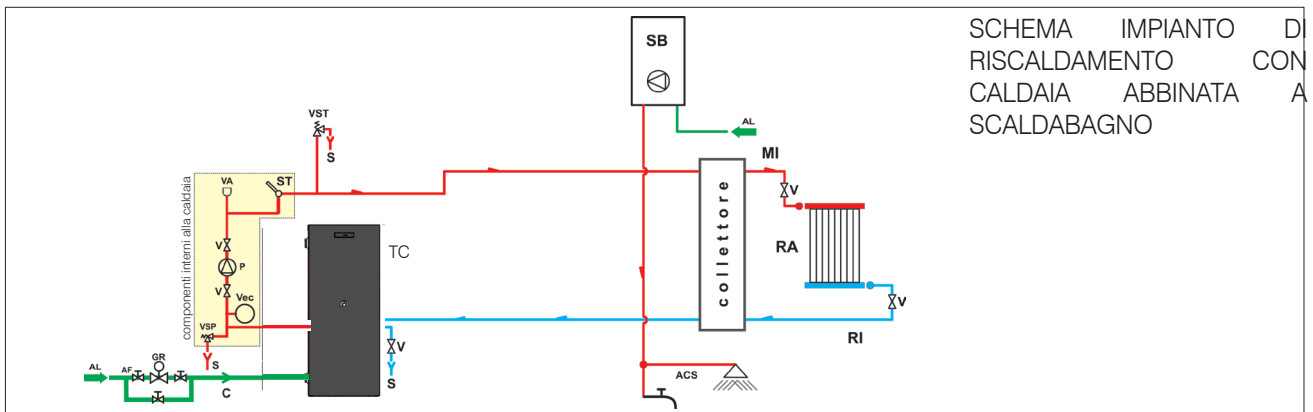 SCHEMA IMPIANTO DI
RISCALDAMENTO CON
CALDAIA ABBINATA A
SCALDABAGNO
SB
AL
VST
S
MI
V
VA
ST
componenti interni alla caldaia
V
P
V
Vec
VSP
S
TC
collettore
RA
V
RI
V
S
GR
AL
AF
C
ACS